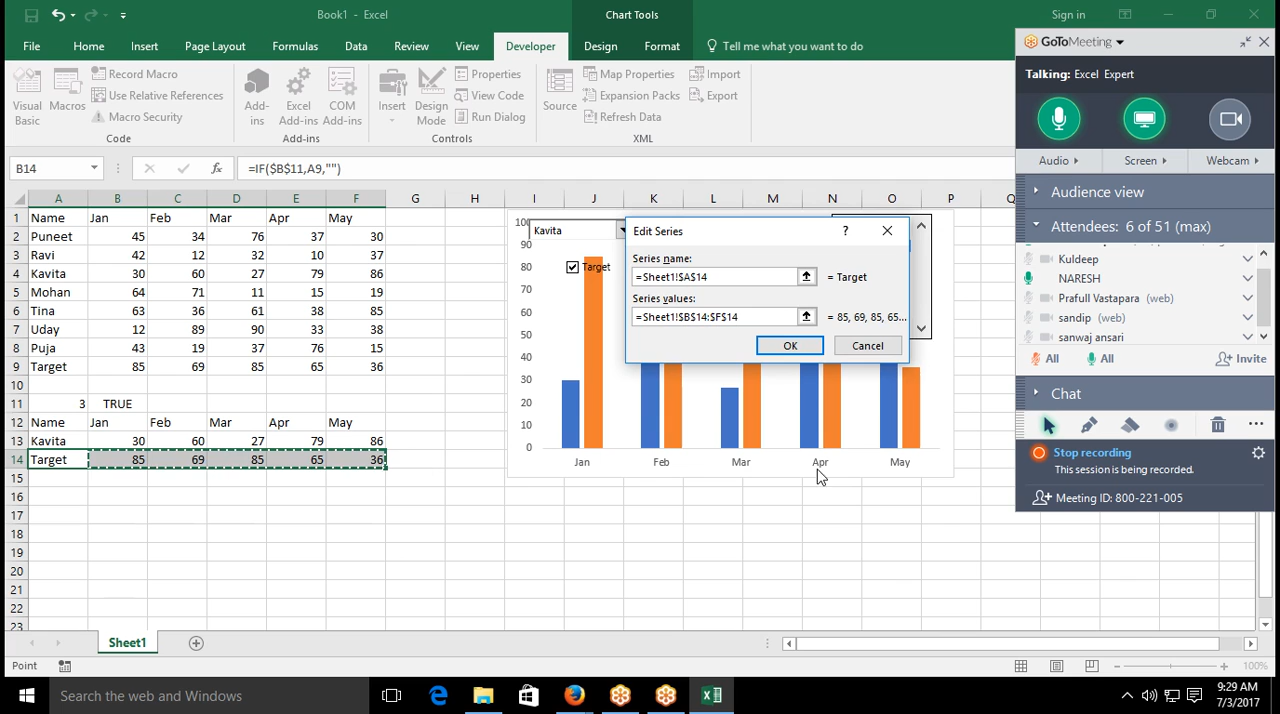 Book1 - Excel
Chart Tools
Sign in
File Home Insert Page Layout Formulas Data Review View Developer Design Format Tell me what you want to do
Visual Basic
Macros
Record Macro
Use Relative References
Macro Security
Code
Add-ins
Excel Add-ins
COM Add-ins
Add-ins
Insert
Design Mode
Properties
View Code
Run Dialog
Controls
Source
Map Properties
Expansion Packs
Refresh Data
Import
Export
XML
B14 fx =IF($B$11,A9,"")
A B C D E F G H I J K L M N O P Q
1 Name Jan Feb Mar Apr May
2 Puneet 45 34 76 37 30
3 Ravi 42 12 32 10 37
4 Kavita 30 60 27 79 86
5 Mohan 64 71 11 15 19
6 Tina 63 36 61 38 85
7 Uday 12 89 90 33 38
8 Puja 43 19 37 76 15
9 Target 85 69 85 65 36
10
11 3 TRUE
12 Name Jan Feb Mar Apr May
13 Kavita 30 60 27 79 86
14 Target 85 69 85 65 36
15
16
17
18
19
20
21
22
23
Kavita
Target
100
90
80
70
60
50
40
30
20
10
0
Jan Feb Mar Apr May
Edit Series ?
Series name:
=Sheet1!$A$14 = Target
Series values:
=Sheet1!$B$14:$F$14 = 85, 69, 85, 65...
OK Cancel
GoToMeeting
Talking: Excel Expert
Audio Screen Webcam
Audience view
Attendees: 6 of 51 (max)
Kuldeep
NARESH
Prafull Vastapara (web)
sandip (web)
sanwaj ansari
All All Invite
Chat
Stop recording
This session is being recorded.
Meeting ID: 800-221-005
Sheet1
Point
100%
Search the web and Windows
9:29 AM
7/3/2017